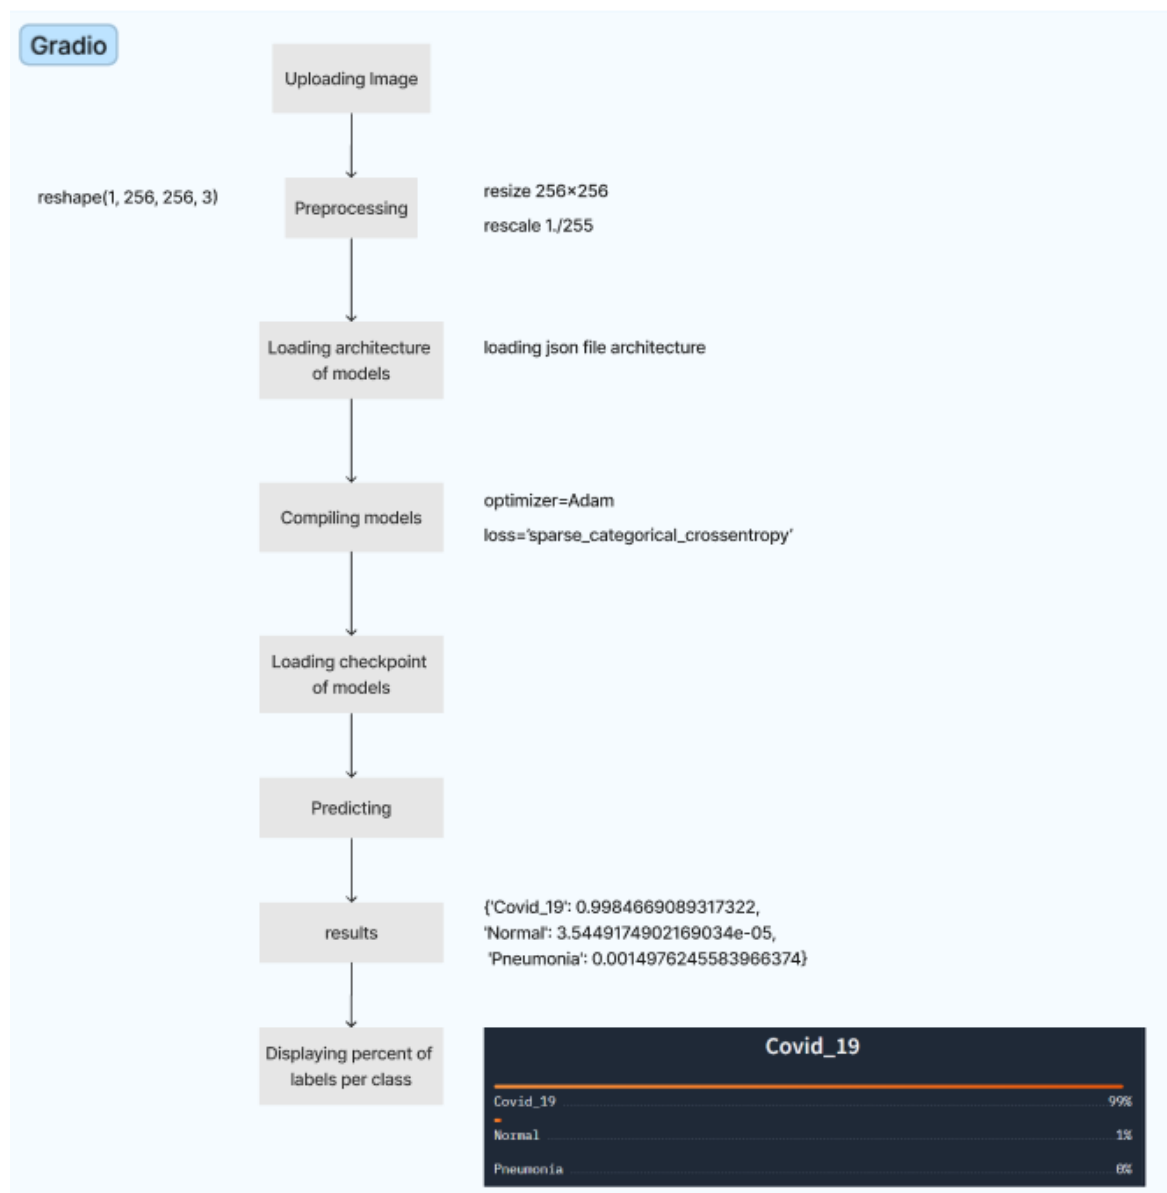 Gradio
Uploading Image
reshape(1, 256, 256, 3)
Preprocessing
resize 256×256
rescale 1./255
Loading architecture
of models
loading json file architecture
Compiling models
optimizer=Adam
loss=‘sparse_categorical_crossentropy’
Loading checkpoint
of models
Predicting
results
{'Covid_19': 0.9984669089317322,
'Normal': 3.5449174902169034e-05,
'Pneumonia': 0.0014976245583966374}
Displaying percent of
labels per class
Covid_19
Covid_19 99%
Normal 1%
Pneumonia 0%